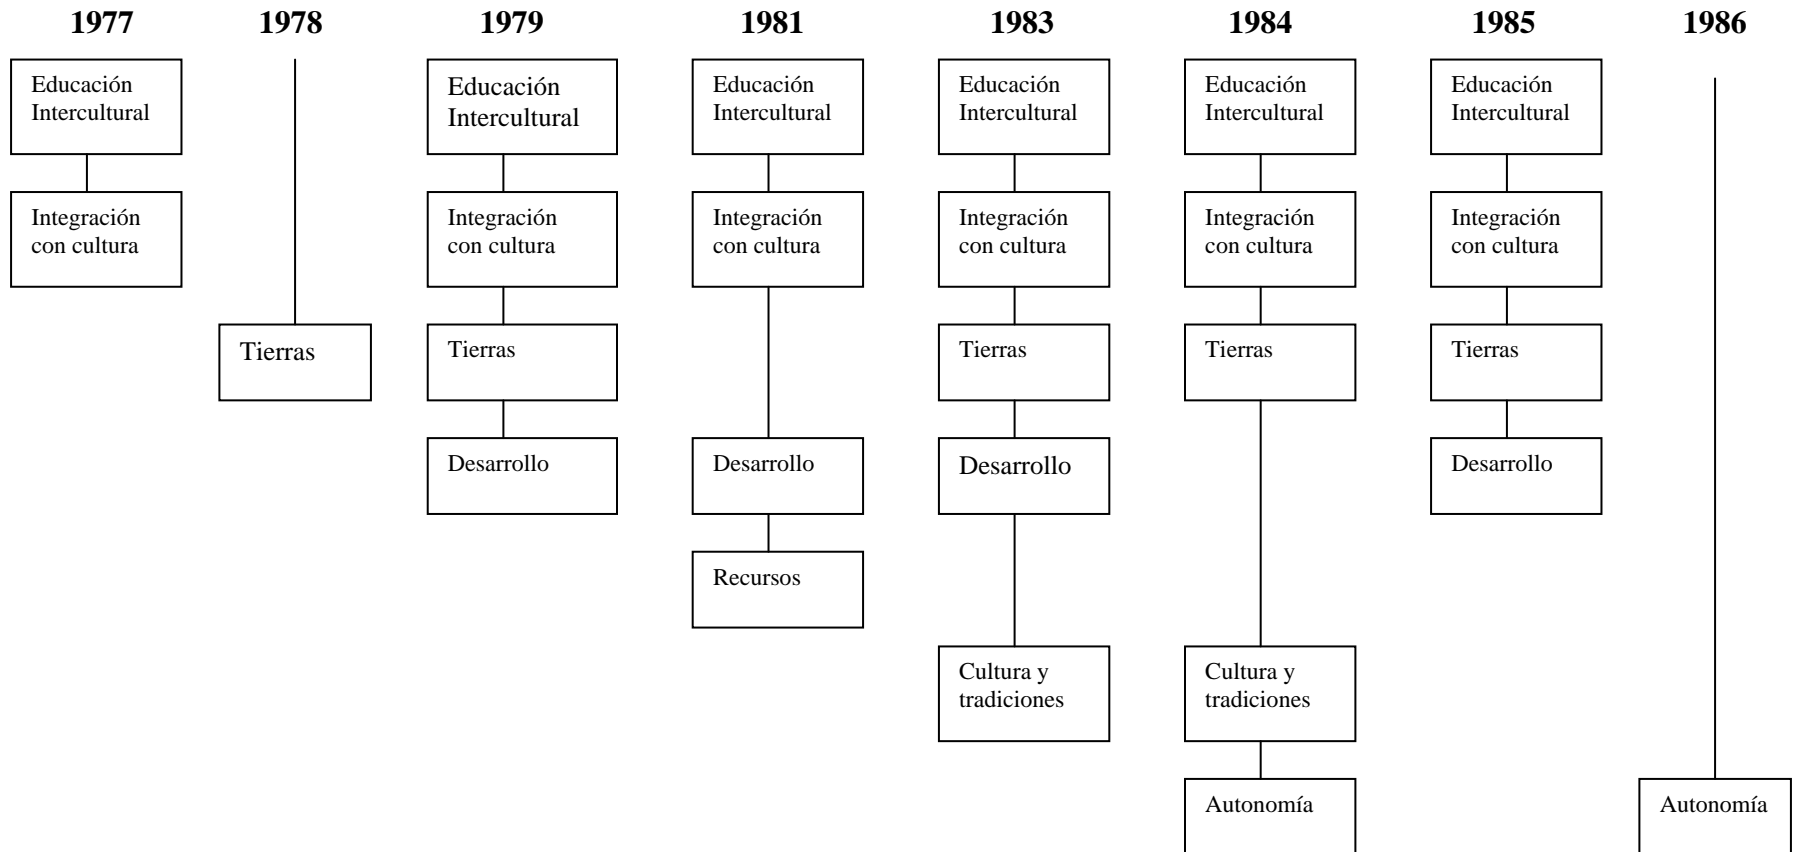 1977 1978 1979 1981 1983 1984 1985 1986
Educación
Intercultural
Educación
Intercultural
Educación
Intercultural
Educación
Intercultural
Educación
Intercultural
Educación
Intercultural
Integración
con cultura
Integración
con cultura
Integración
con cultura
Integración
con cultura
Integración
con cultura
Integración
con cultura
Tierras
Tierras
Tierras
Tierras
Tierras
Desarrollo
Desarrollo
Desarrollo
Desarrollo
Recursos
Cultura y
tradiciones
Cultura y
tradiciones
Autonomía
Autonomía